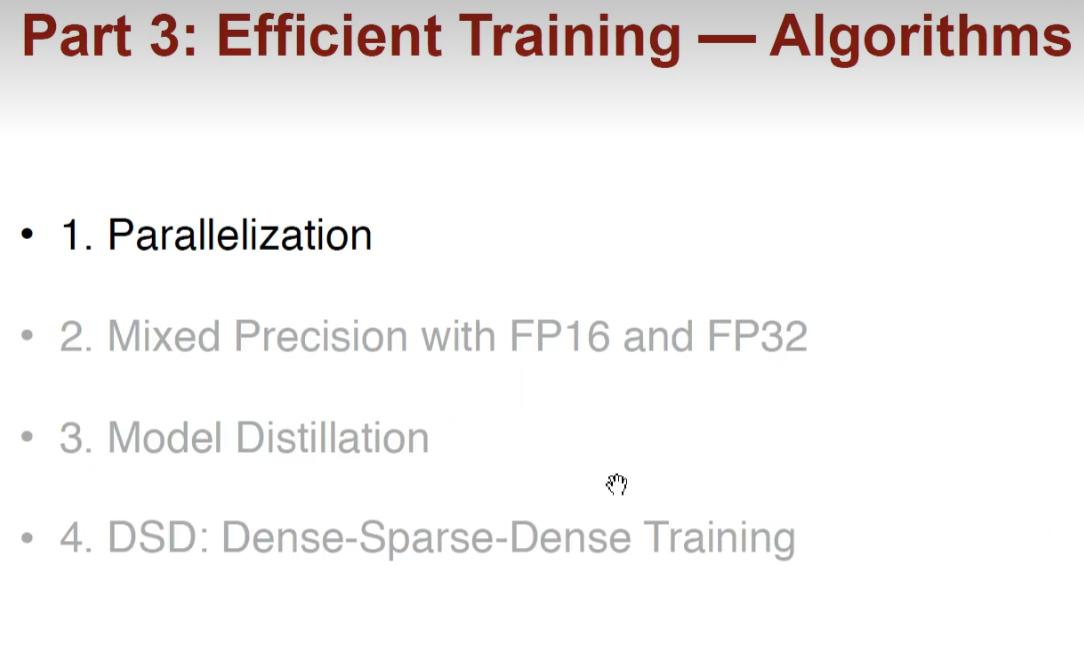 Part 3: Efficient Training — Algorithms
• 1. Parallelization
• 2. Mixed Precision with FP16 and FP32
• 3. Model Distillation
• 4. DSD: Dense-Sparse-Dense Training